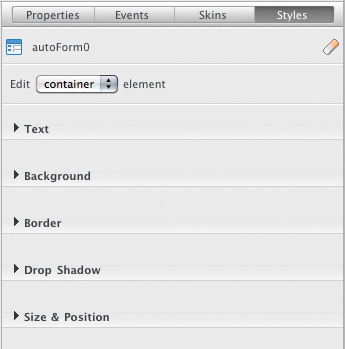 Properties Events Skins Styles
autoForm0
Edit container element
Text
Background
Border
Drop Shadow
Size & Position